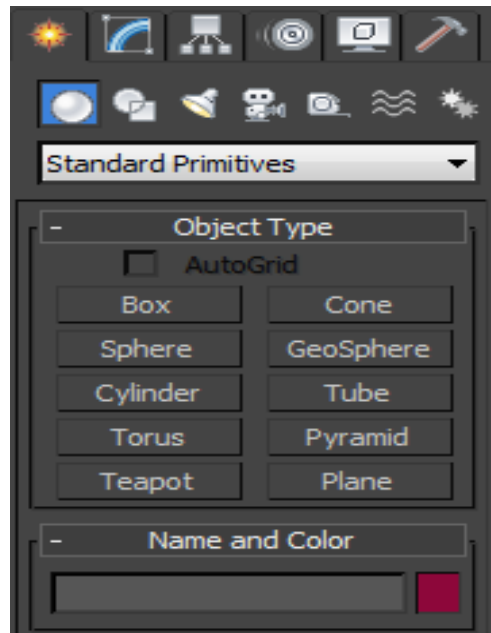 Standard Primitives
- Object Type
AutoGrid
Box Cone
Sphere GeoSphere
Cylinder Tube
Torus Pyramid
Teapot Plane
- Name and Color